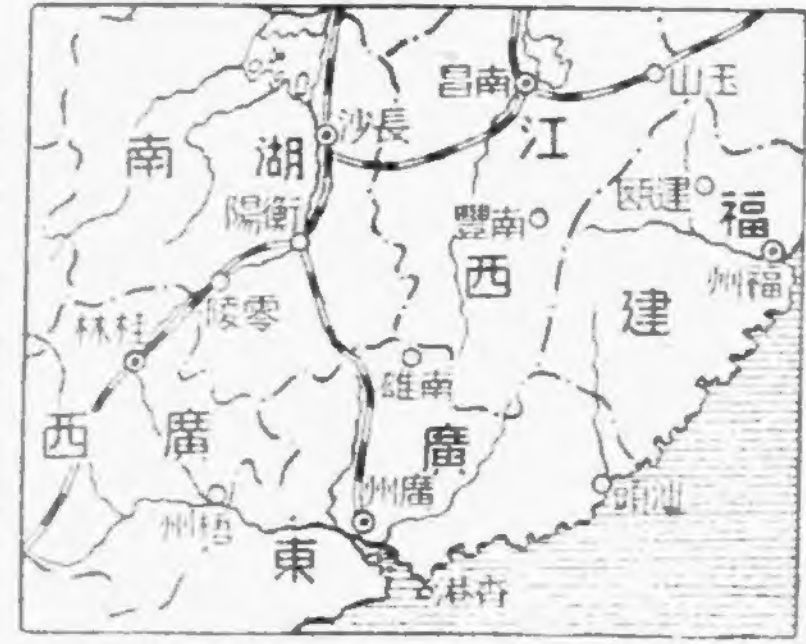 南昌
玉山
長沙
湖南
江西
建甌
福建
南豐
衡陽
福州
零陵
桂林
南雄
廣西
廣東
廣州
梧州
汕頭
香港